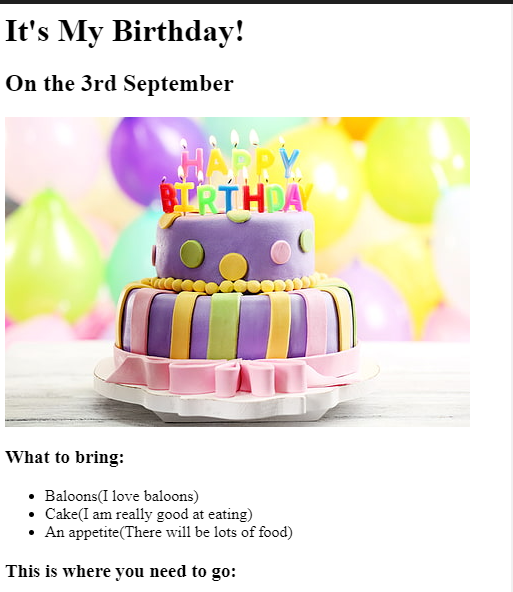 It's My Birthday!
On the 3rd September
HAPPY
BIRTHDAY
What to bring:
Baloons(I love baloons)
Cake(I am really good at eating)
An appetite(There will be lots of food)
This is where you need to go: